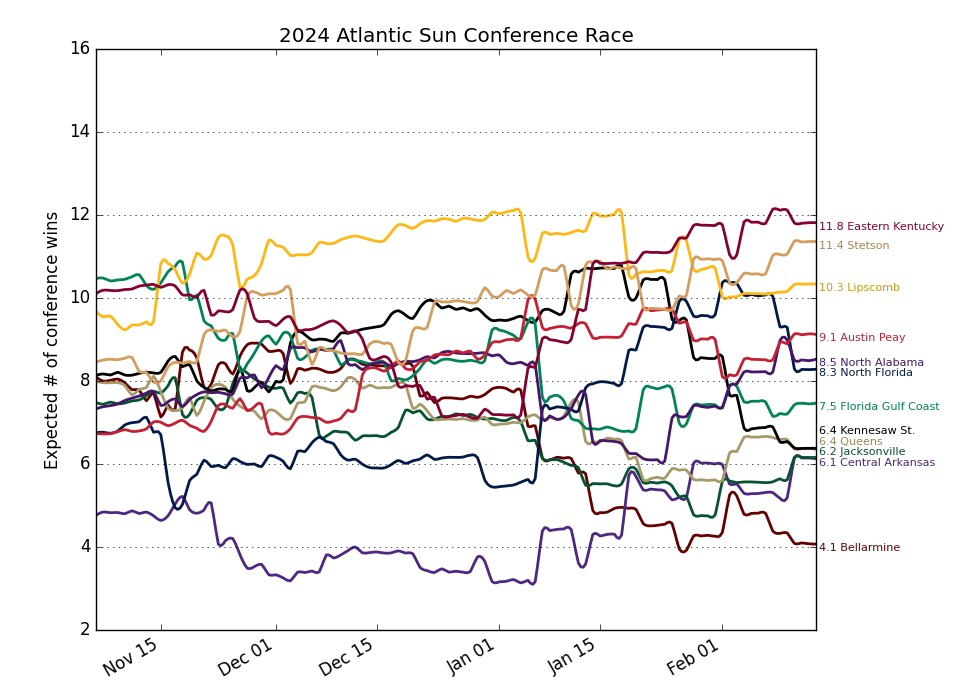 2024 Atlantic Sun Conference Race
Expected # of conference wins
16
14
12
10
8
6
4
2
11.8 Eastern Kentucky
11.4 Stetson
10.3 Lipscomb
9.1 Austin Peay
8.5 North Alabama
8.3 North Florida
7.5 Florida Gulf Coast
6.4 Kennesaw St.
6.4 Queens
6.2 Jacksonville
6.1 Central Arkansas
4.1 Bellarmine
Nov 15
Dec 01
Dec 15
Jan 01
Jan 15
Feb 01